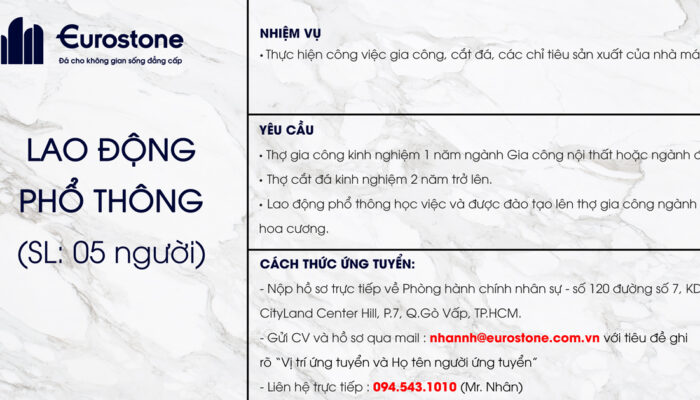 Eurostone
Đá cho không gian sống đẳng cấp
LAO ĐỘNG
PHỔ THÔNG
(SL: 05 người)
NHIỆM VỤ
• Thực hiện công việc gia công, cắt đá, các chỉ tiêu sản xuất của nhà má
YÊU CẦU
• Thợ gia công kinh nghiệm 1 năm ngành Gia công nội thất hoặc ngành đ
• Thợ cắt đá kinh nghiệm 2 năm trở lên.
• Lao động phổ thông học việc và được đào tạo lên thợ gia công ngành
hoa cương.
CÁCH THỨC ỨNG TUYỂN:
- Nộp hồ sơ trực tiếp về Phòng hành chính nhân sự - số 120 đường số 7, KD
CityLand Center Hill, P.7, Q.Gò Vấp, TP.HCM.
- Gửi CV và hồ sơ qua mail : nhannh@eurostone.com.vn với tiêu đề ghi
rõ “Vị trí ứng tuyển và Họ tên người ứng tuyển”
- Liên hệ trực tiếp : 094.543.1010 (Mr. Nhân)